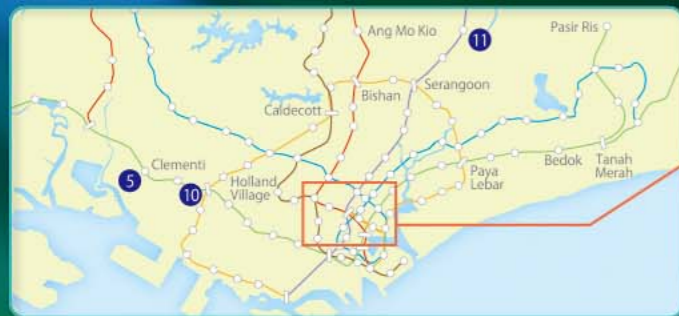 Ang Mo Kio
11
Pasir Ris
Bishan
Serangoon
Caldecott
Clementi
5
10
Holland
Village
Paya
Lebar
Bedok
Tanah
Merah